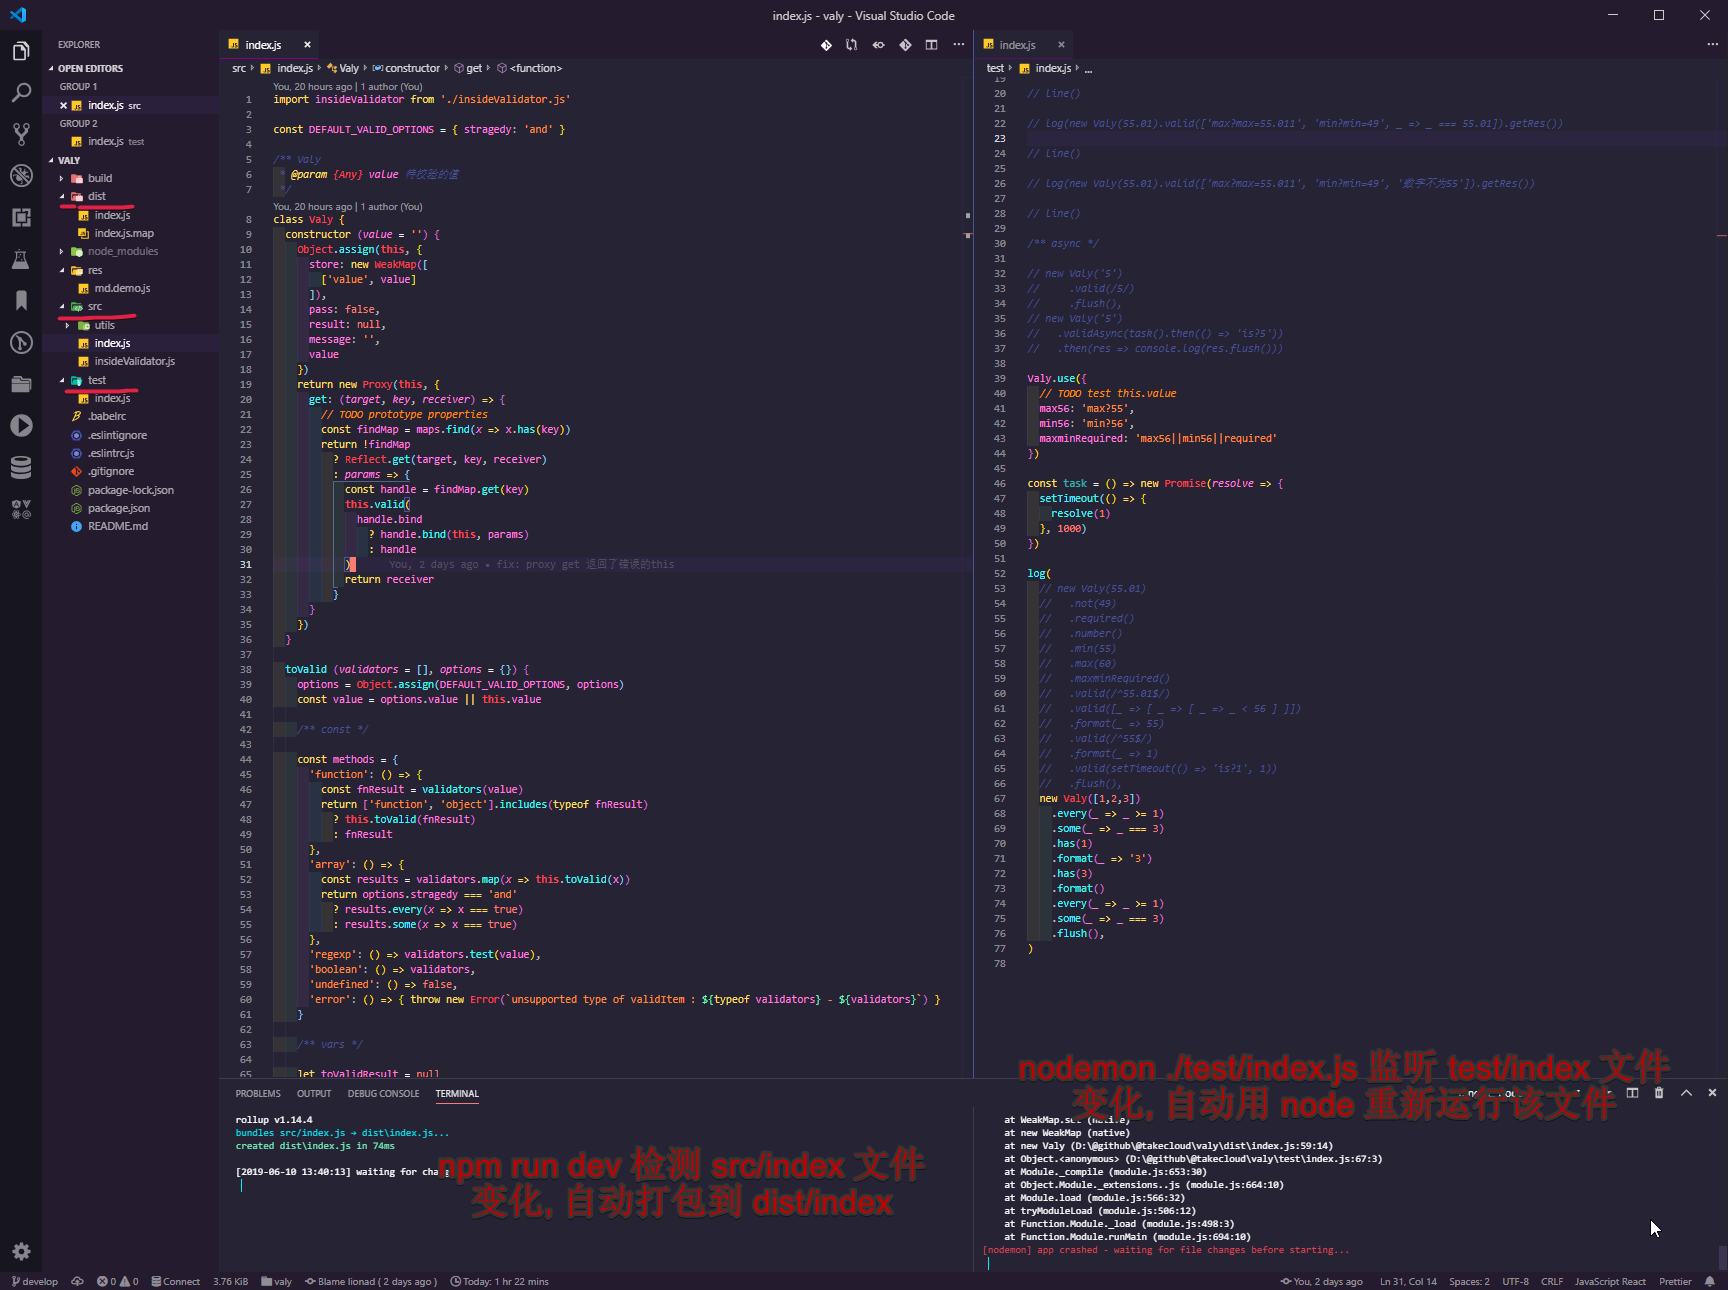 index.js - valy - Visual Studio Code
EXPLORER
OPEN EDITORS
GROUP 1
index.js src
GROUP 2
index.js test
VALY
build
dist
index.js
index.js.map
node_modules
res
md.demo.js
src
utils
index.js
insideValidator.js
test
index.js
.babelrc
.eslintignore
.eslintrc.js
.gitignore
package-lock.json
package.json
README.md
index.js
src index.js Valy constructor get <function>
You, 20 hours ago | 1 author (You)
1 import insideValidator from './insideValidator.js'
2
3 const DEFAULT_VALID_OPTIONS = { stragedy: 'and' }
4
5 /** Valy
6 * @param {Any} value 待校验的值
7 */
You, 20 hours ago | 1 author (You)
8 class Valy {
9 constructor (value = '') {
10 Object.assign(this, {
11 store: new WeakMap([
12 ['value', value]
13 ]),
14 pass: false,
15 result: null,
16 message: '',
17 value
18 })
19 return new Proxy(this, {
20 get: (target, key, receiver) => {
21 // TODO prototype properties
22 const findMap = maps.find(x => x.has(key))
23 return !findMap
24 ? Reflect.get(target, key, receiver)
25 : params => {
26 const handle = findMap.get(key)
27 this.valid(
28 handle.bind
29 ? handle.bind(this, params)
30 : handle
31 ) You, 2 days ago • fix: proxy get 返回了错误的this
32 return receiver
33 }
34 }
35 })
36 }
37
38 toValid (validators = [], options = {}) {
39 options = Object.assign(DEFAULT_VALID_OPTIONS, options)
40 const value = options.value || this.value
41
42 /** const */
43
44 const methods = {
45 'function': () => {
46 const fnResult = validators(value)
47 return ['function', 'object'].includes(typeof fnResult)
48 ? this.toValid(fnResult)
49 : fnResult
50 },
51 'array': () => {
52 const results = validators.map(x => this.toValid(x))
53 return options.stragedy === 'and'
54 ? results.every(x => x === true)
55 : results.some(x => x === true)
56 },
57 'regexp': () => validators.test(value),
58 'boolean': () => validators,
59 'undefined': () => false,
60 'error': () => { throw new Error(`unsupported type of validItem : ${typeof validators} - ${validators}`) }
61 }
62
63 /** vars */
64
65 let toValidResult = null
index.js
test index.js ...
19
20 // line()
21
22 // log(new Valy(55.01).valid(['max?max=55.011', 'min?min=49', _ => _ === 55.01]).getRes())
23
24 // line()
25
26 // log(new Valy(55.01).valid(['max?max=55.011', 'min?min=49', '数字不为55']).getRes())
27
28 // line()
29
30 /** async */
31
32 // new Valy('5')
33 // .valid(/5/)
34 // .flush(),
35 // new Valy('5')
36 // .validAsync(task().then(() => 'is?5'))
37 // .then(res => console.log(res.flush()))
38
39 Valy.use({
40 // TODO test this.value
41 max56: 'max?55',
42 min56: 'min?56',
43 maxminRequired: 'max56||min56||required'
44 })
45
46 const task = () => new Promise(resolve => {
47 setTimeout(() => {
48 resolve(1)
49 }, 1000)
50 })
51
52 log(
53 // new Valy(55.01)
54 // .not(49)
55 // .required()
56 // .number()
57 // .min(55)
58 // .max(60)
59 // .maxminRequired()
60 // .valid(/^55.01$/)
61 // .valid([_ => [ _ => [ _ => _ < 56 ] ]])
62 // .format(_ => 55)
63 // .valid(/^55$/)
64 // .format(_ => 1)
65 // .valid(setTimeout(() => 'is?1', 1))
66 // .flush(),
67 new Valy([1,2,3])
68 .every(_ => _ >= 1)
69 .some(_ => _ === 3)
70 .has(1)
71 .format(_ => '3')
72 .has(3)
73 .format()
74 .every(_ => _ >= 1)
75 .some(_ => _ === 3)
76 .flush(),
77 )
78
PROBLEMS OUTPUT DEBUG CONSOLE TERMINAL
rollup v1.14.4
bundles src/index.js → dist\index.js...
created dist\index.js in 74ms
[2019-06-10 13:40:13] waiting for chang
npm run dev 检测 src/index 文件
变化, 自动打包到 dist/index
nodemon ./test/index.js 监听 test/index 文件
变化, 自动用 node 重新运行该文件
at WeakMap.set (native)
at new WeakMap (native)
at new Valy (D:\@github\@takecloud\valy\dist\index.js:59:14)
at Object.<anonymous> (D:\@github\@takecloud\valy\test\index.js:67:3)
at Module._compile (module.js:653:30)
at Object.Module._extensions..js (module.js:664:10)
at Module.load (module.js:566:32)
at tryModuleLoad (module.js:506:12)
at Function.Module._load (module.js:498:3)
at Function.Module.runMain (module.js:694:10)
[nodemon] app crashed - waiting for file changes before starting...
develop 0 0 Connect 3.76 KiB valy Blame lionad ( 2 days ago ) Today: 1 hr 22 mins You, 2 days ago Ln 31, Col 14 Spaces: 2 UTF-8 CRLF JavaScript React Prettier